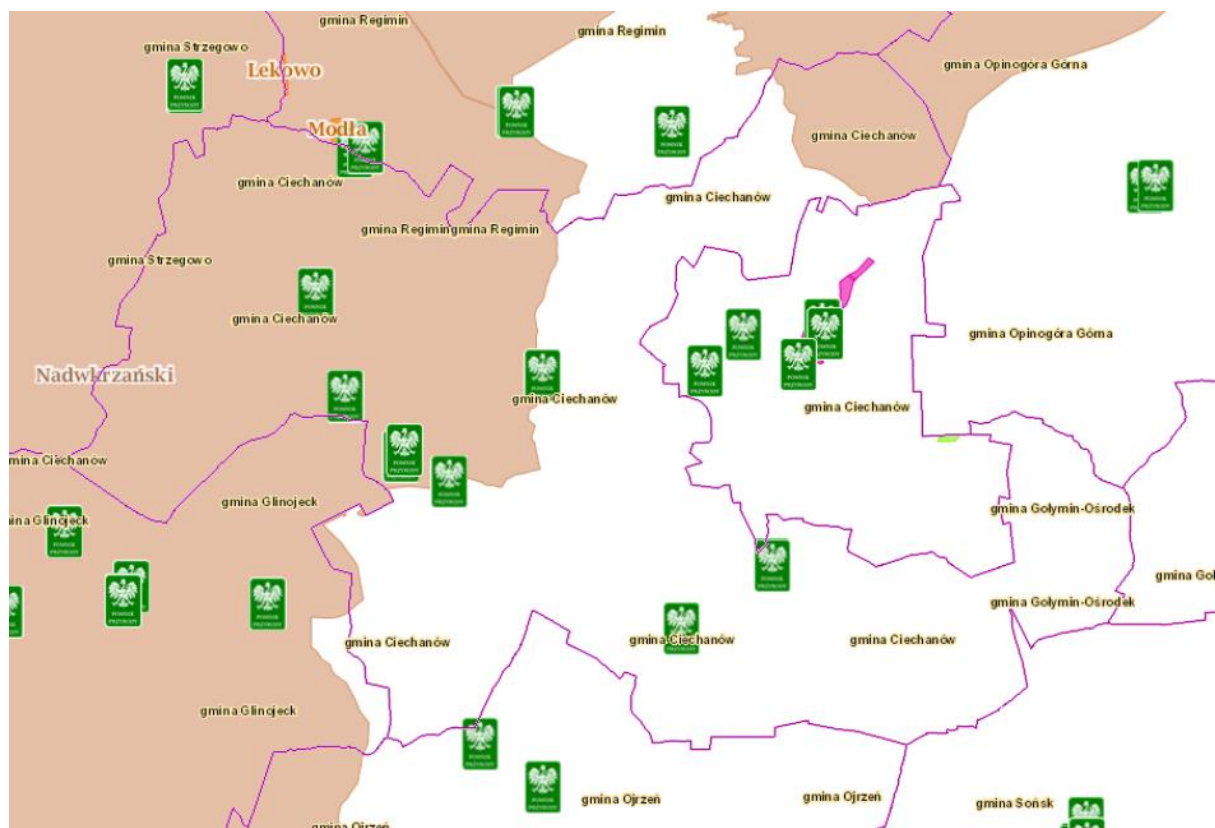 gmina Regimin
gmina Regimin
gmina Strzegowo
Lekowo
gmina Opinogóra Górna
POMNIK
PRZYRODY
Modła
gmina Ciechanów
gmina Ciechanów
gmina Ciechanów
gmina Regimin
gmina Regimin
gmina Strzegowo
gmina Ciechanów
gmina Opinogóra Górna
Nadwkrzański
gmina Ciechanów
gmina Ciechanów
gmina Ciechanów
gmina Glinojeck
gmina Gołymin-Ośrodek
gmina Glinojeck
gmina Gołymin-Ośrodek
gmina Ciechanów
gmina Ciechanów
gmina Ciechanów
gmina Glinojeck
gmina Ojrzeń
gmina Ojrzeń
gmina Sońsk
gmina Ojrzeń